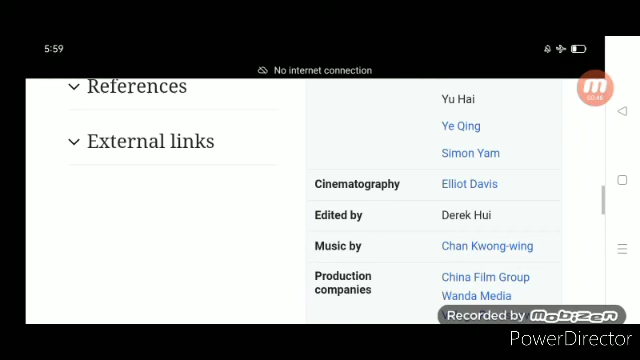 5:59
No internet connection
References
External links
Yu Hai
Ye Qing
Simon Yam
Cinematography Elliot Davis
Edited by Derek Hui
Music by Chan Kwong-wing
Production companies China Film Group
Wanda Media
Recorded by Mobizen
PowerDirector